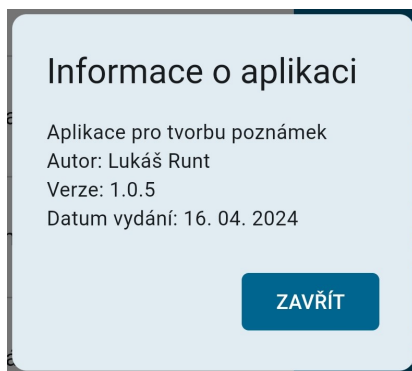 Informace o aplikaci
Aplikace pro tvorbu poznámek
Autor: Lukáš Runt
Verze: 1.0.5
Datum vydání: 16. 04. 2024
ZAVŘÍT